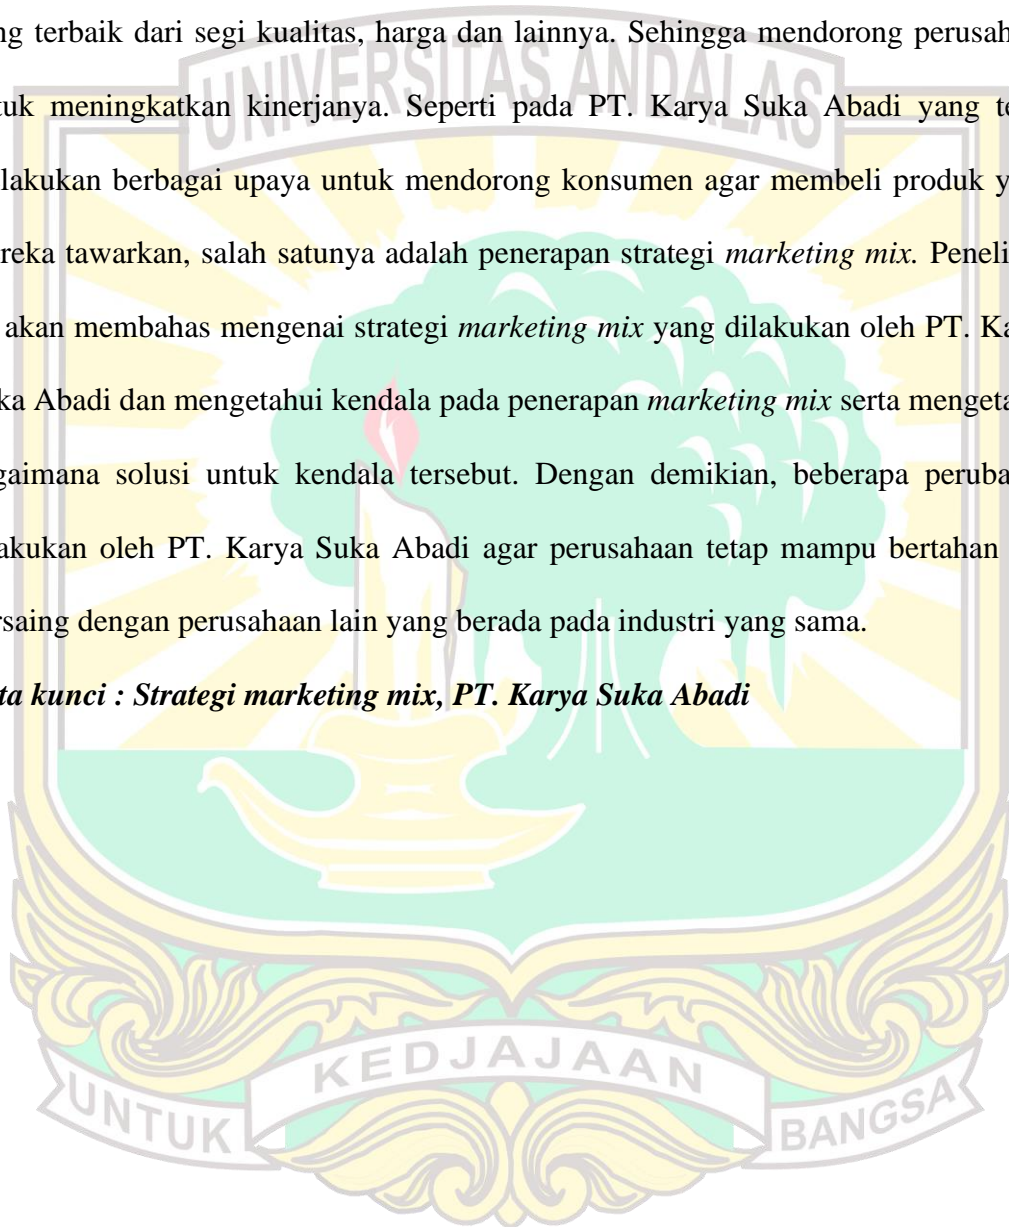 ng terbaik dari segi kualitas, harga dan lainnya. Sehingga mendorong perusah
tuk meningkatkan kinerjanya. Seperti pada PT. Karya Suka Abadi yang te
lakukan berbagai upaya untuk mendorong konsumen agar membeli produk y
reka tawarkan, salah satunya adalah penerapan strategi marketing mix. Peneli
akan membahas mengenai strategi marketing mix yang dilakukan oleh PT. Ka
ka Abadi dan mengetahui kendala pada penerapan marketing mix serta mengeta
gaimana solusi untuk kendala tersebut. Dengan demikian, beberapa peruba
akukan oleh PT. Karya Suka Abadi agar perusahaan tetap mampu bertahan
rsaing dengan perusahaan lain yang berada pada industri yang sama.
ta kunci : Strategi marketing mix, PT. Karya Suka Abadi
UNIVERSITAS ANDALAS
UNTUK KEDJAJAAN BANGSA